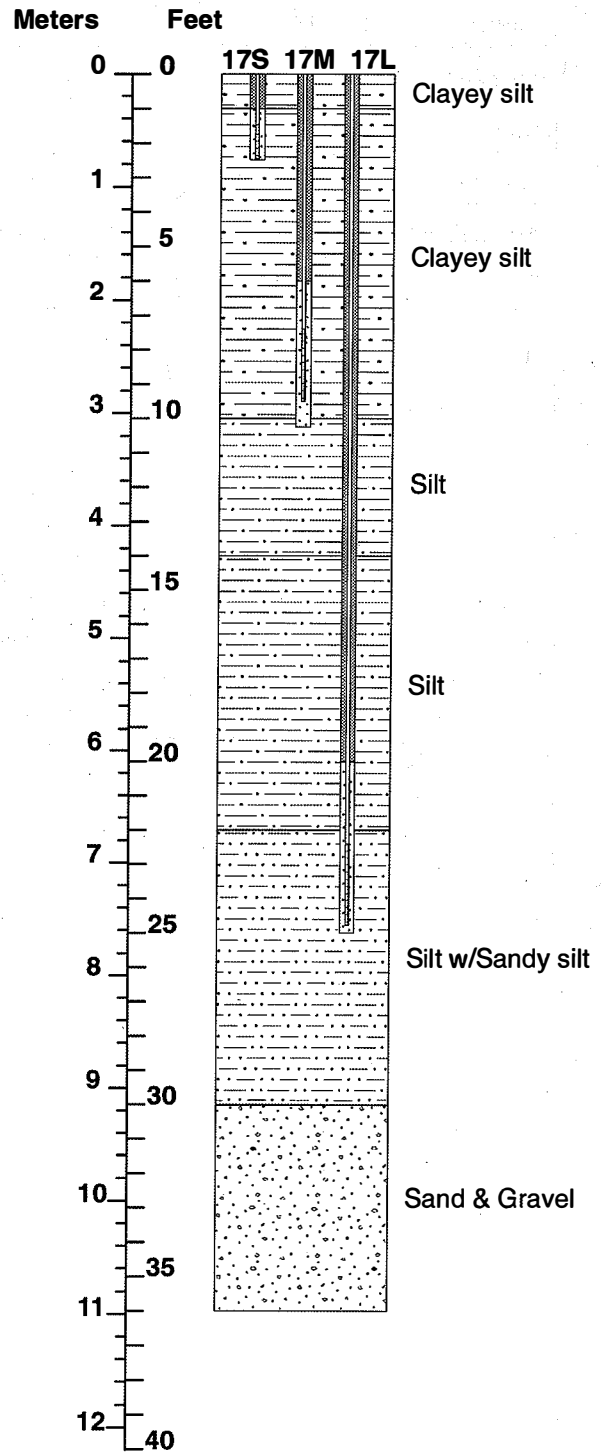 Meters Feet
17S 17M 17L
0 0
Clayey silt
1
5
Clayey silt
2
3 10
Silt
4
15
5
Silt
6 20
7
25
Silt w/Sandy silt
8
9 30
10
Sand & Gravel
35
11
12 40